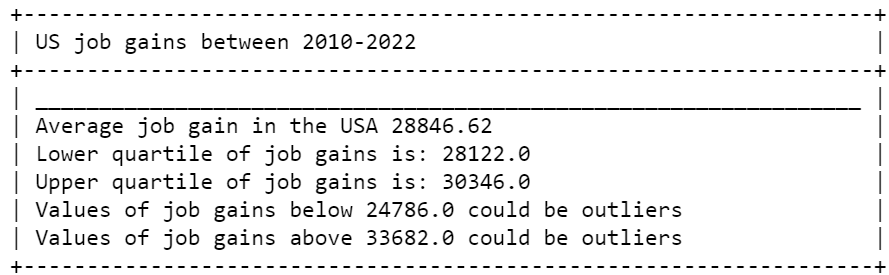 US job gains between 2010-2022
Average job gain in the USA 28846.62
Lower quartile of job gains is: 28122.0
Upper quartile of job gains is: 30346.0
Values of job gains below 24786.0 could be outliers
Values of job gains above 33682.0 could be outliers